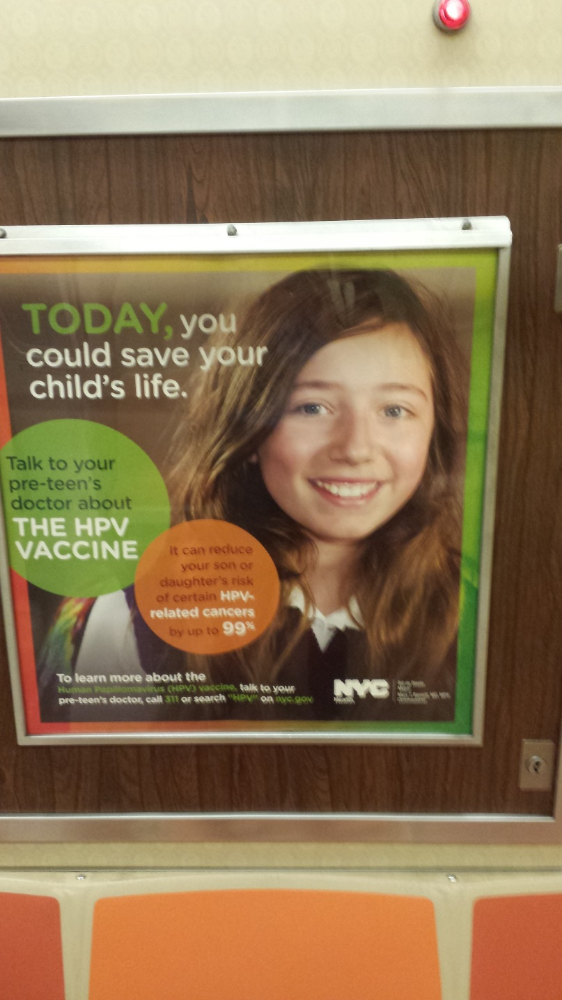 TODAY, you
could save your
child's life.
Talk to your
pre-teen's
doctor about
THE HPV
VACCINE
It can reduce
your son or
daughter's risk
of certain HPV-
related cancers
by up to 99%
To learn more about the
Human Papillomavirus (HPV) vaccine, talk to your
pre-teen's doctor, call 311 or search "HPV" on nyc.gov
NYC
Health